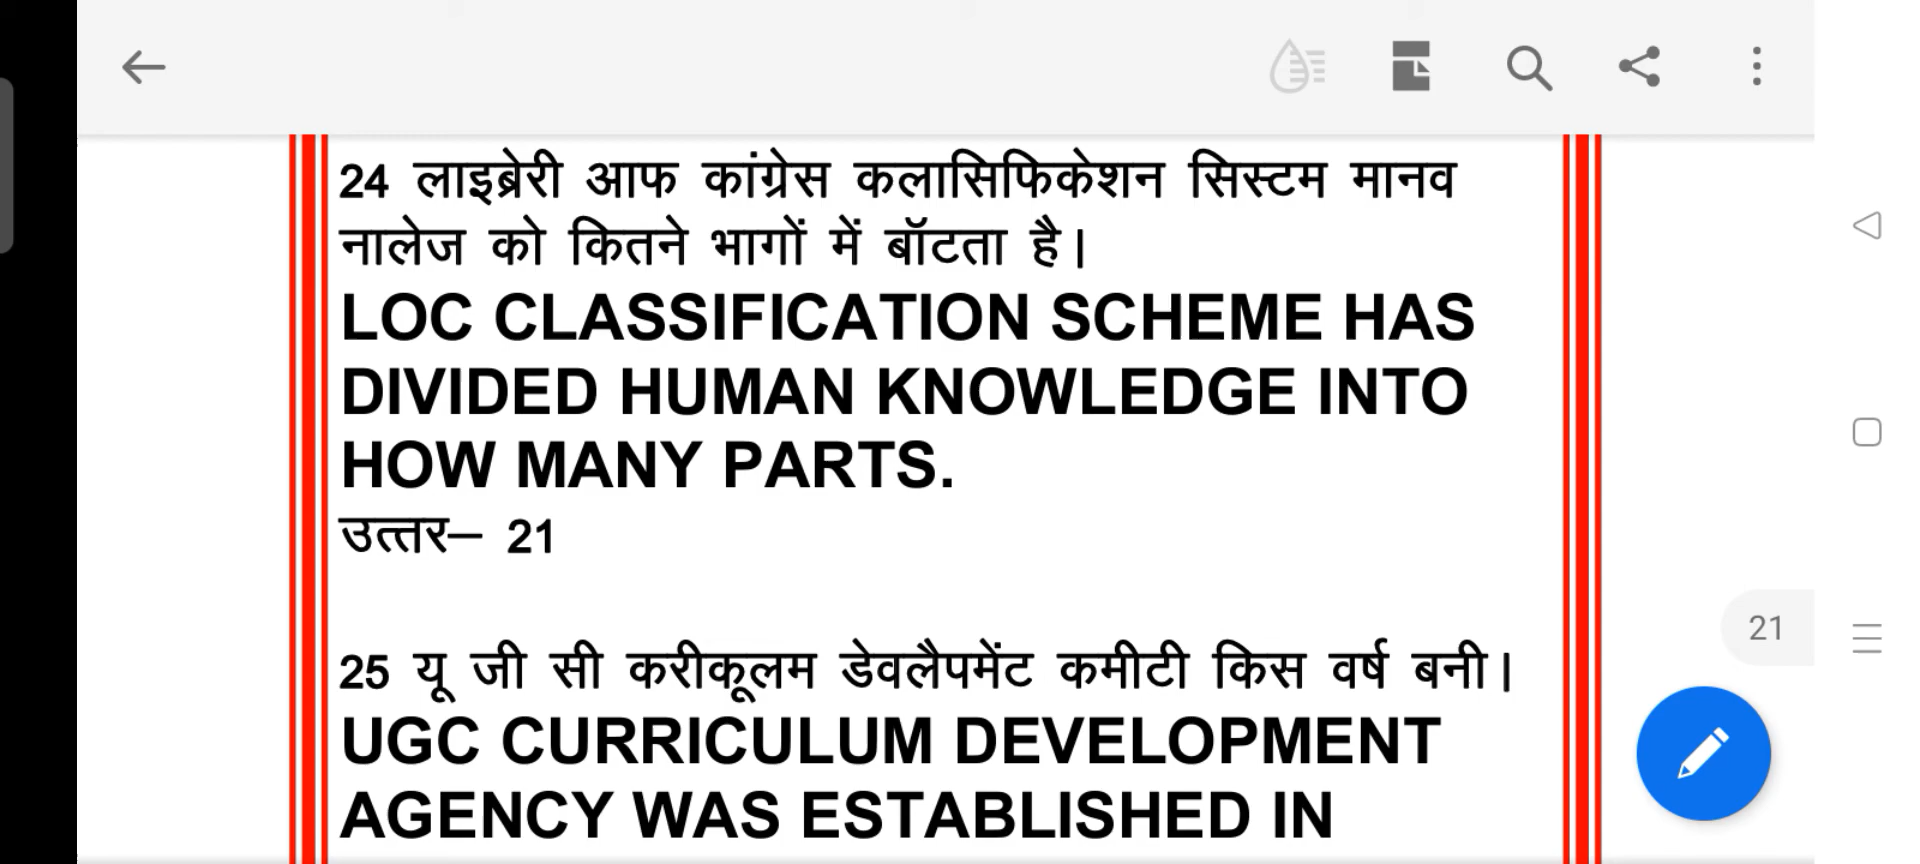 24 लाइब्रेरी आफ कांग्रेस कलासिफिकेशन सिस्टम मानव
नालेज को कितने भागों में बॉटता है।
LOC CLASSIFICATION SCHEME HAS
DIVIDED HUMAN KNOWLEDGE INTO
HOW MANY PARTS.
उत्तर– 21
25 यू जी सी करीकूलम डेवलैपमेंट कमीटी किस वर्ष बनी।
UGC CURRICULUM DEVELOPMENT
AGENCY WAS ESTABLISHED IN
21